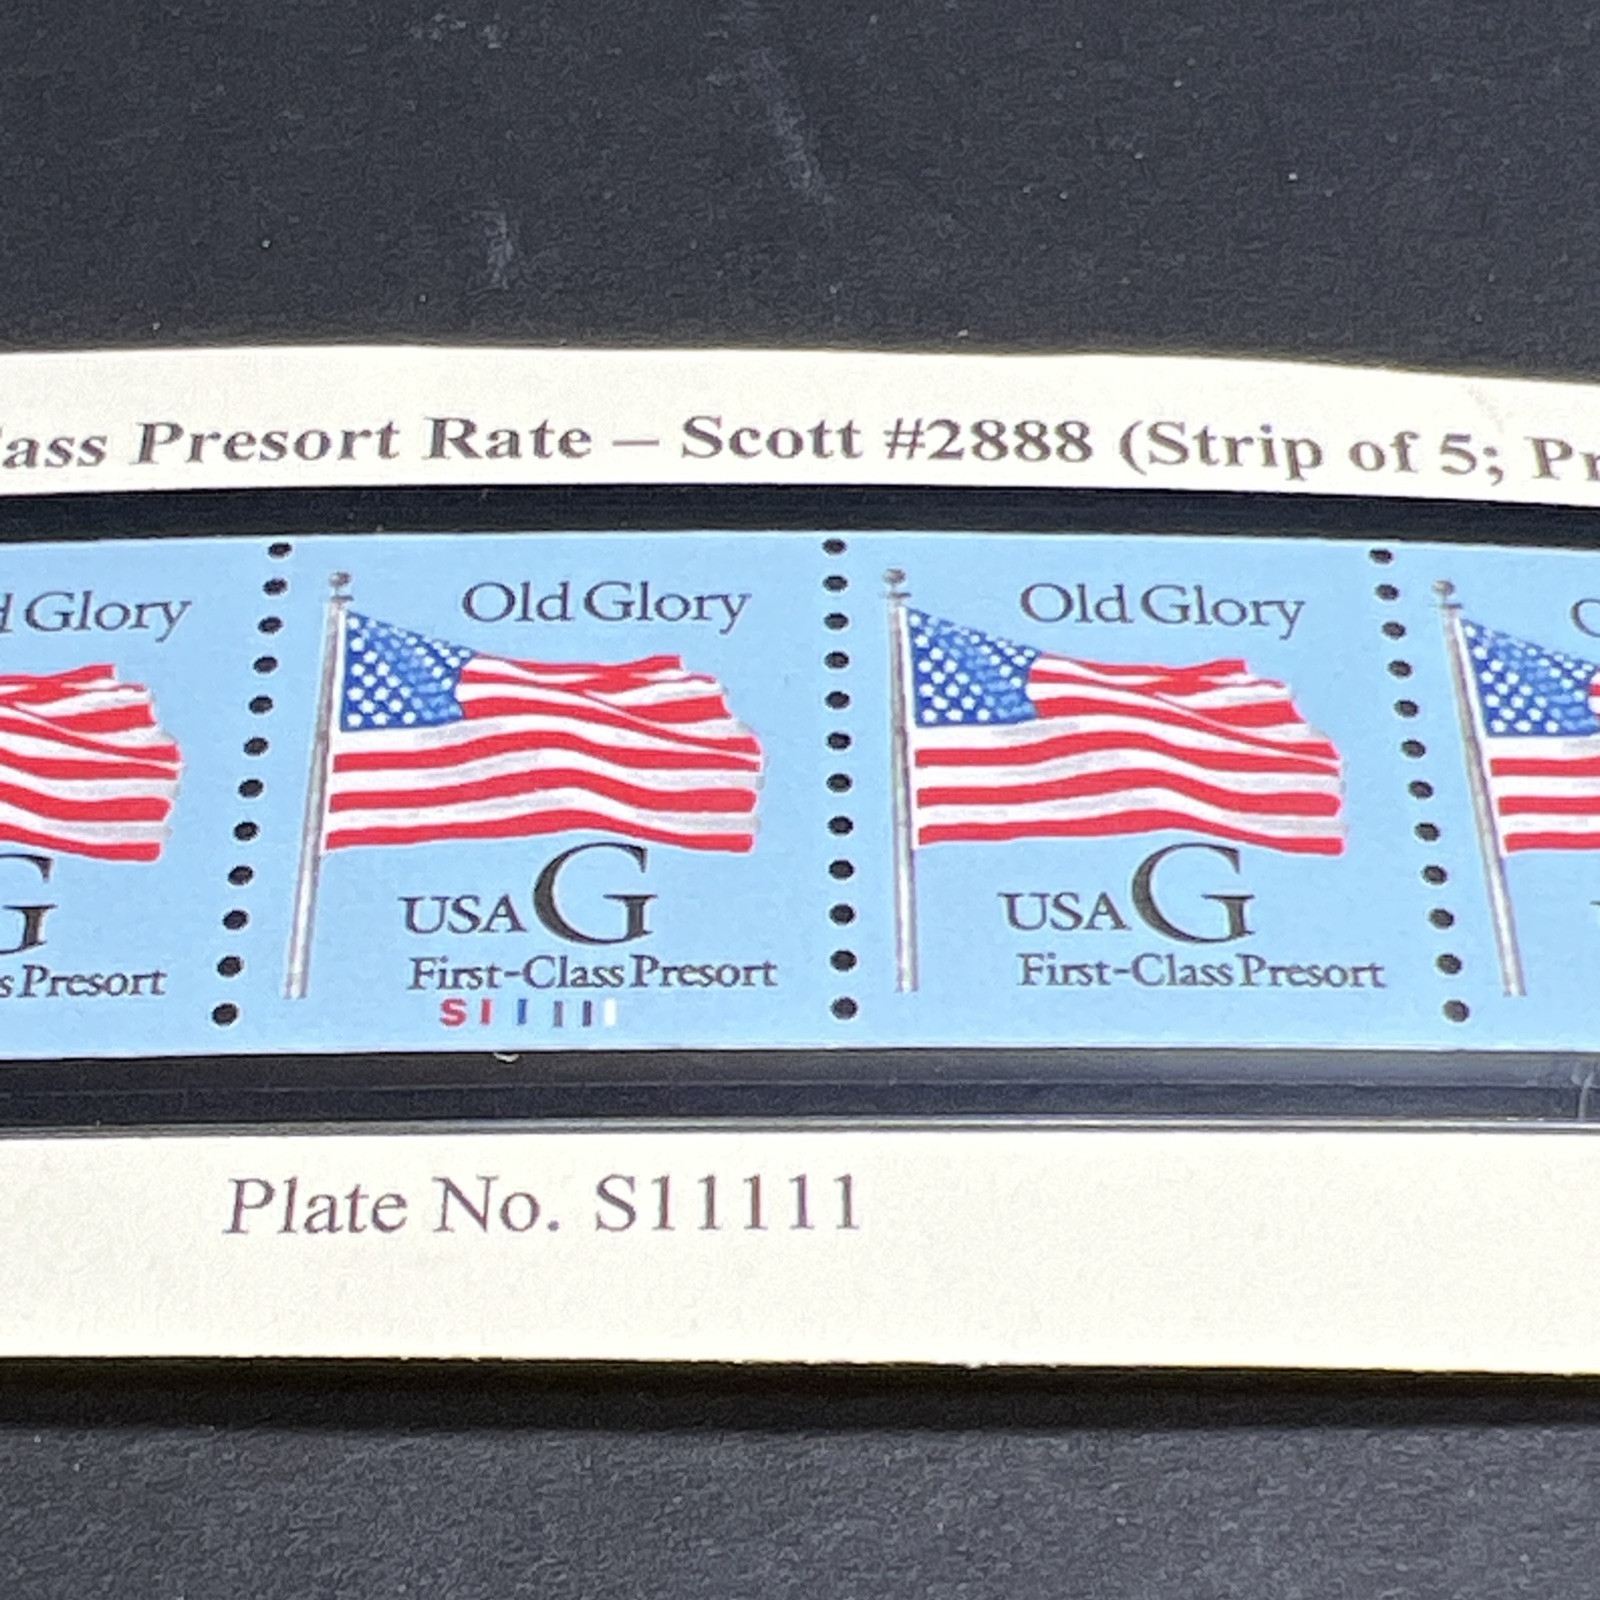 ass Presort Rate – Scott #2888 (Strip of 5; Pr
Glory
Old Glory
Old Glory
G
USA G
USA G
s Presort
First-Class Presort
First-Class Presort
S11111
Plate No. S11111